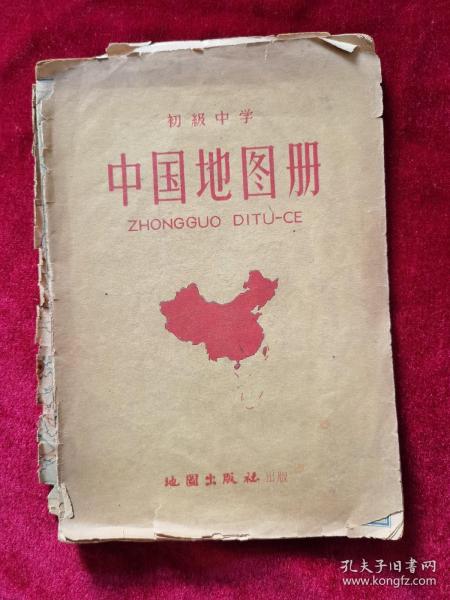 初級中学
中国地图册
ZHONGGUO DITU-CE
地圖出版社 出版
孔夫子旧书网
www.kongfz.com